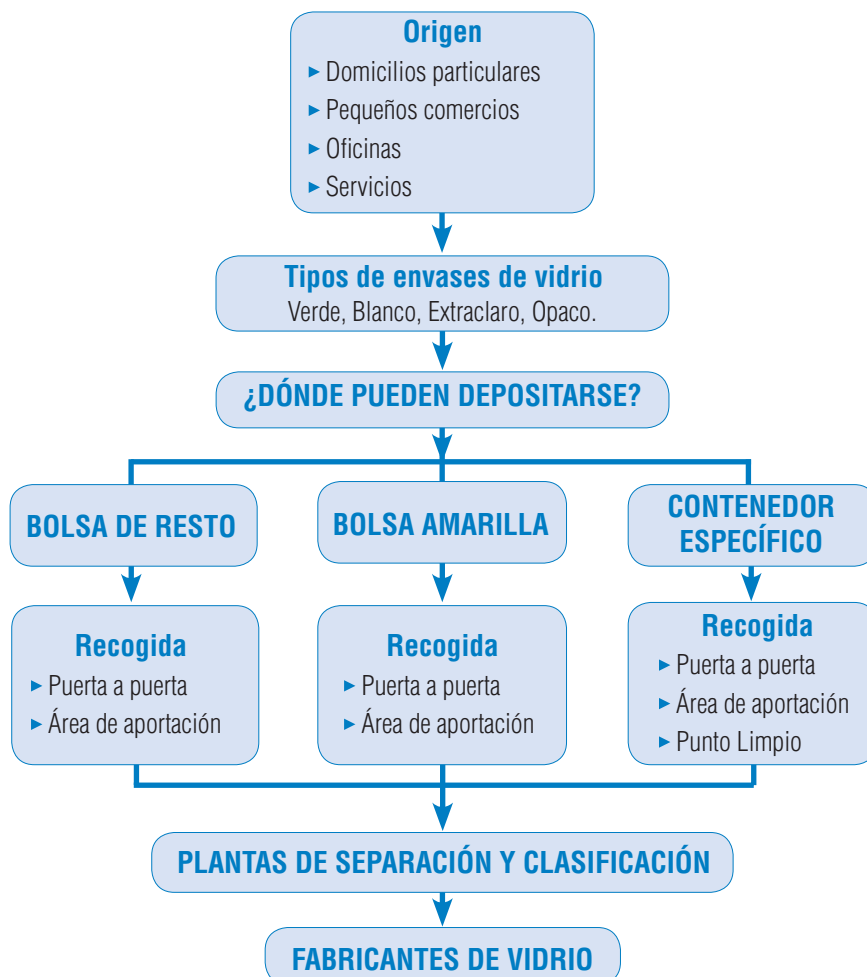 Origen
▸ Domicilios particulares
▸ Pequeños comercios
▸ Oficinas
▸ Servicios
Tipos de envases de vidrio
Verde, Blanco, Extraclaro, Opaco.
¿DÓNDE PUEDEN DEPOSITARSE?
BOLSA DE RESTO
Recogida
▸ Puerta a puerta
▸ Área de aportación
BOLSA AMARILLA
Recogida
▸ Puerta a puerta
▸ Área de aportación
CONTENEDOR
ESPECÍFICO
Recogida
▸ Puerta a puerta
▸ Área de aportación
▸ Punto Limpio
PLANTAS DE SEPARACIÓN Y CLASIFICACIÓN
FABRICANTES DE VIDRIO